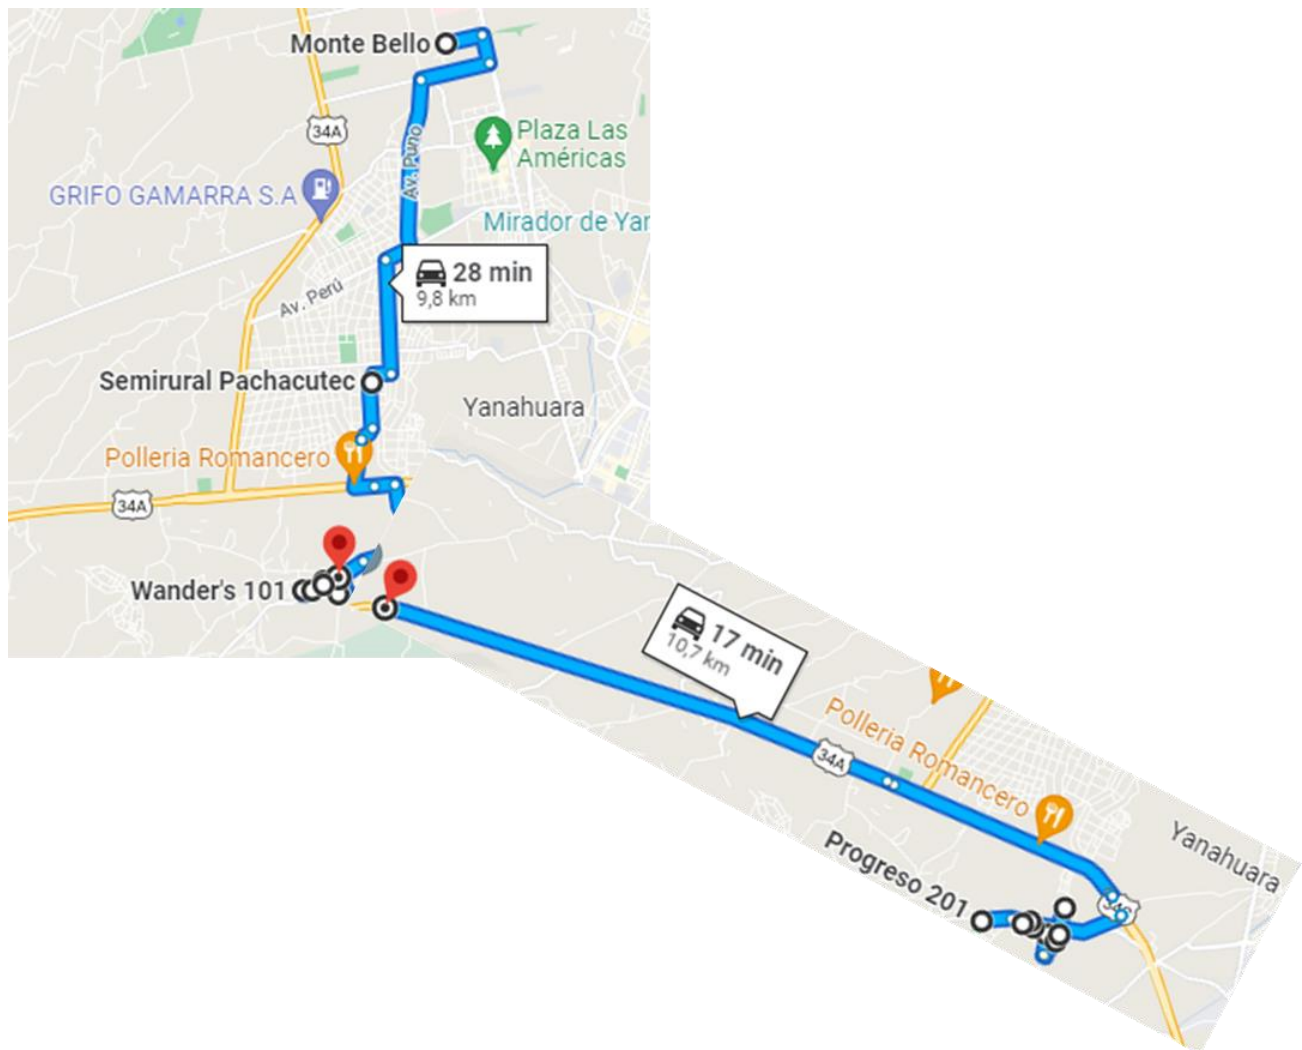 Monte Bello
34A
Plaza Las
Américas
Av. Puno
GRIFO GAMARRA S.A
Mirador de Yar
28 min
9,8 km
Av. Perú
Semirural Pachacutec
Yanahuara
Polleria Romancero
34A
Wander's 101
17 min
10,7 km
Polleria Romancero
34A
Yanahuara
Progreso 201